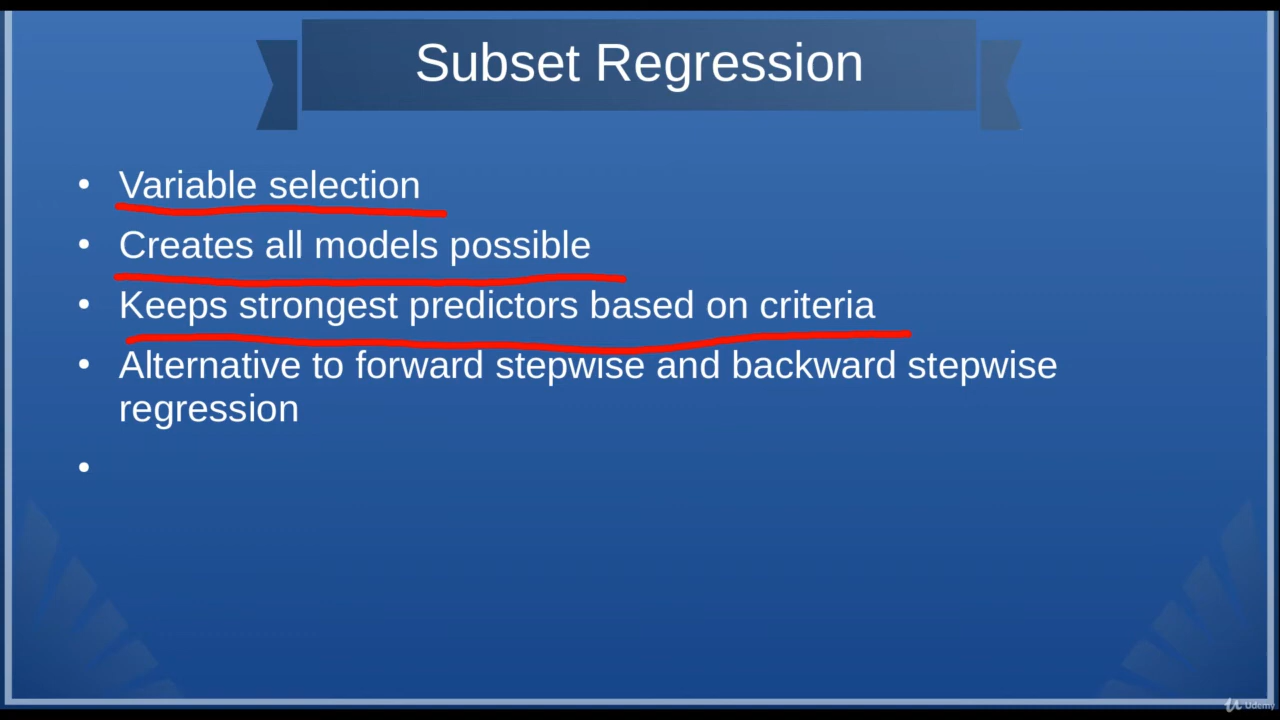 Subset Regression
• Variable selection
• Creates all models possible
• Keeps strongest predictors based on criteria
• Alternative to forward stepwise and backward stepwise
regression
•
Udemy